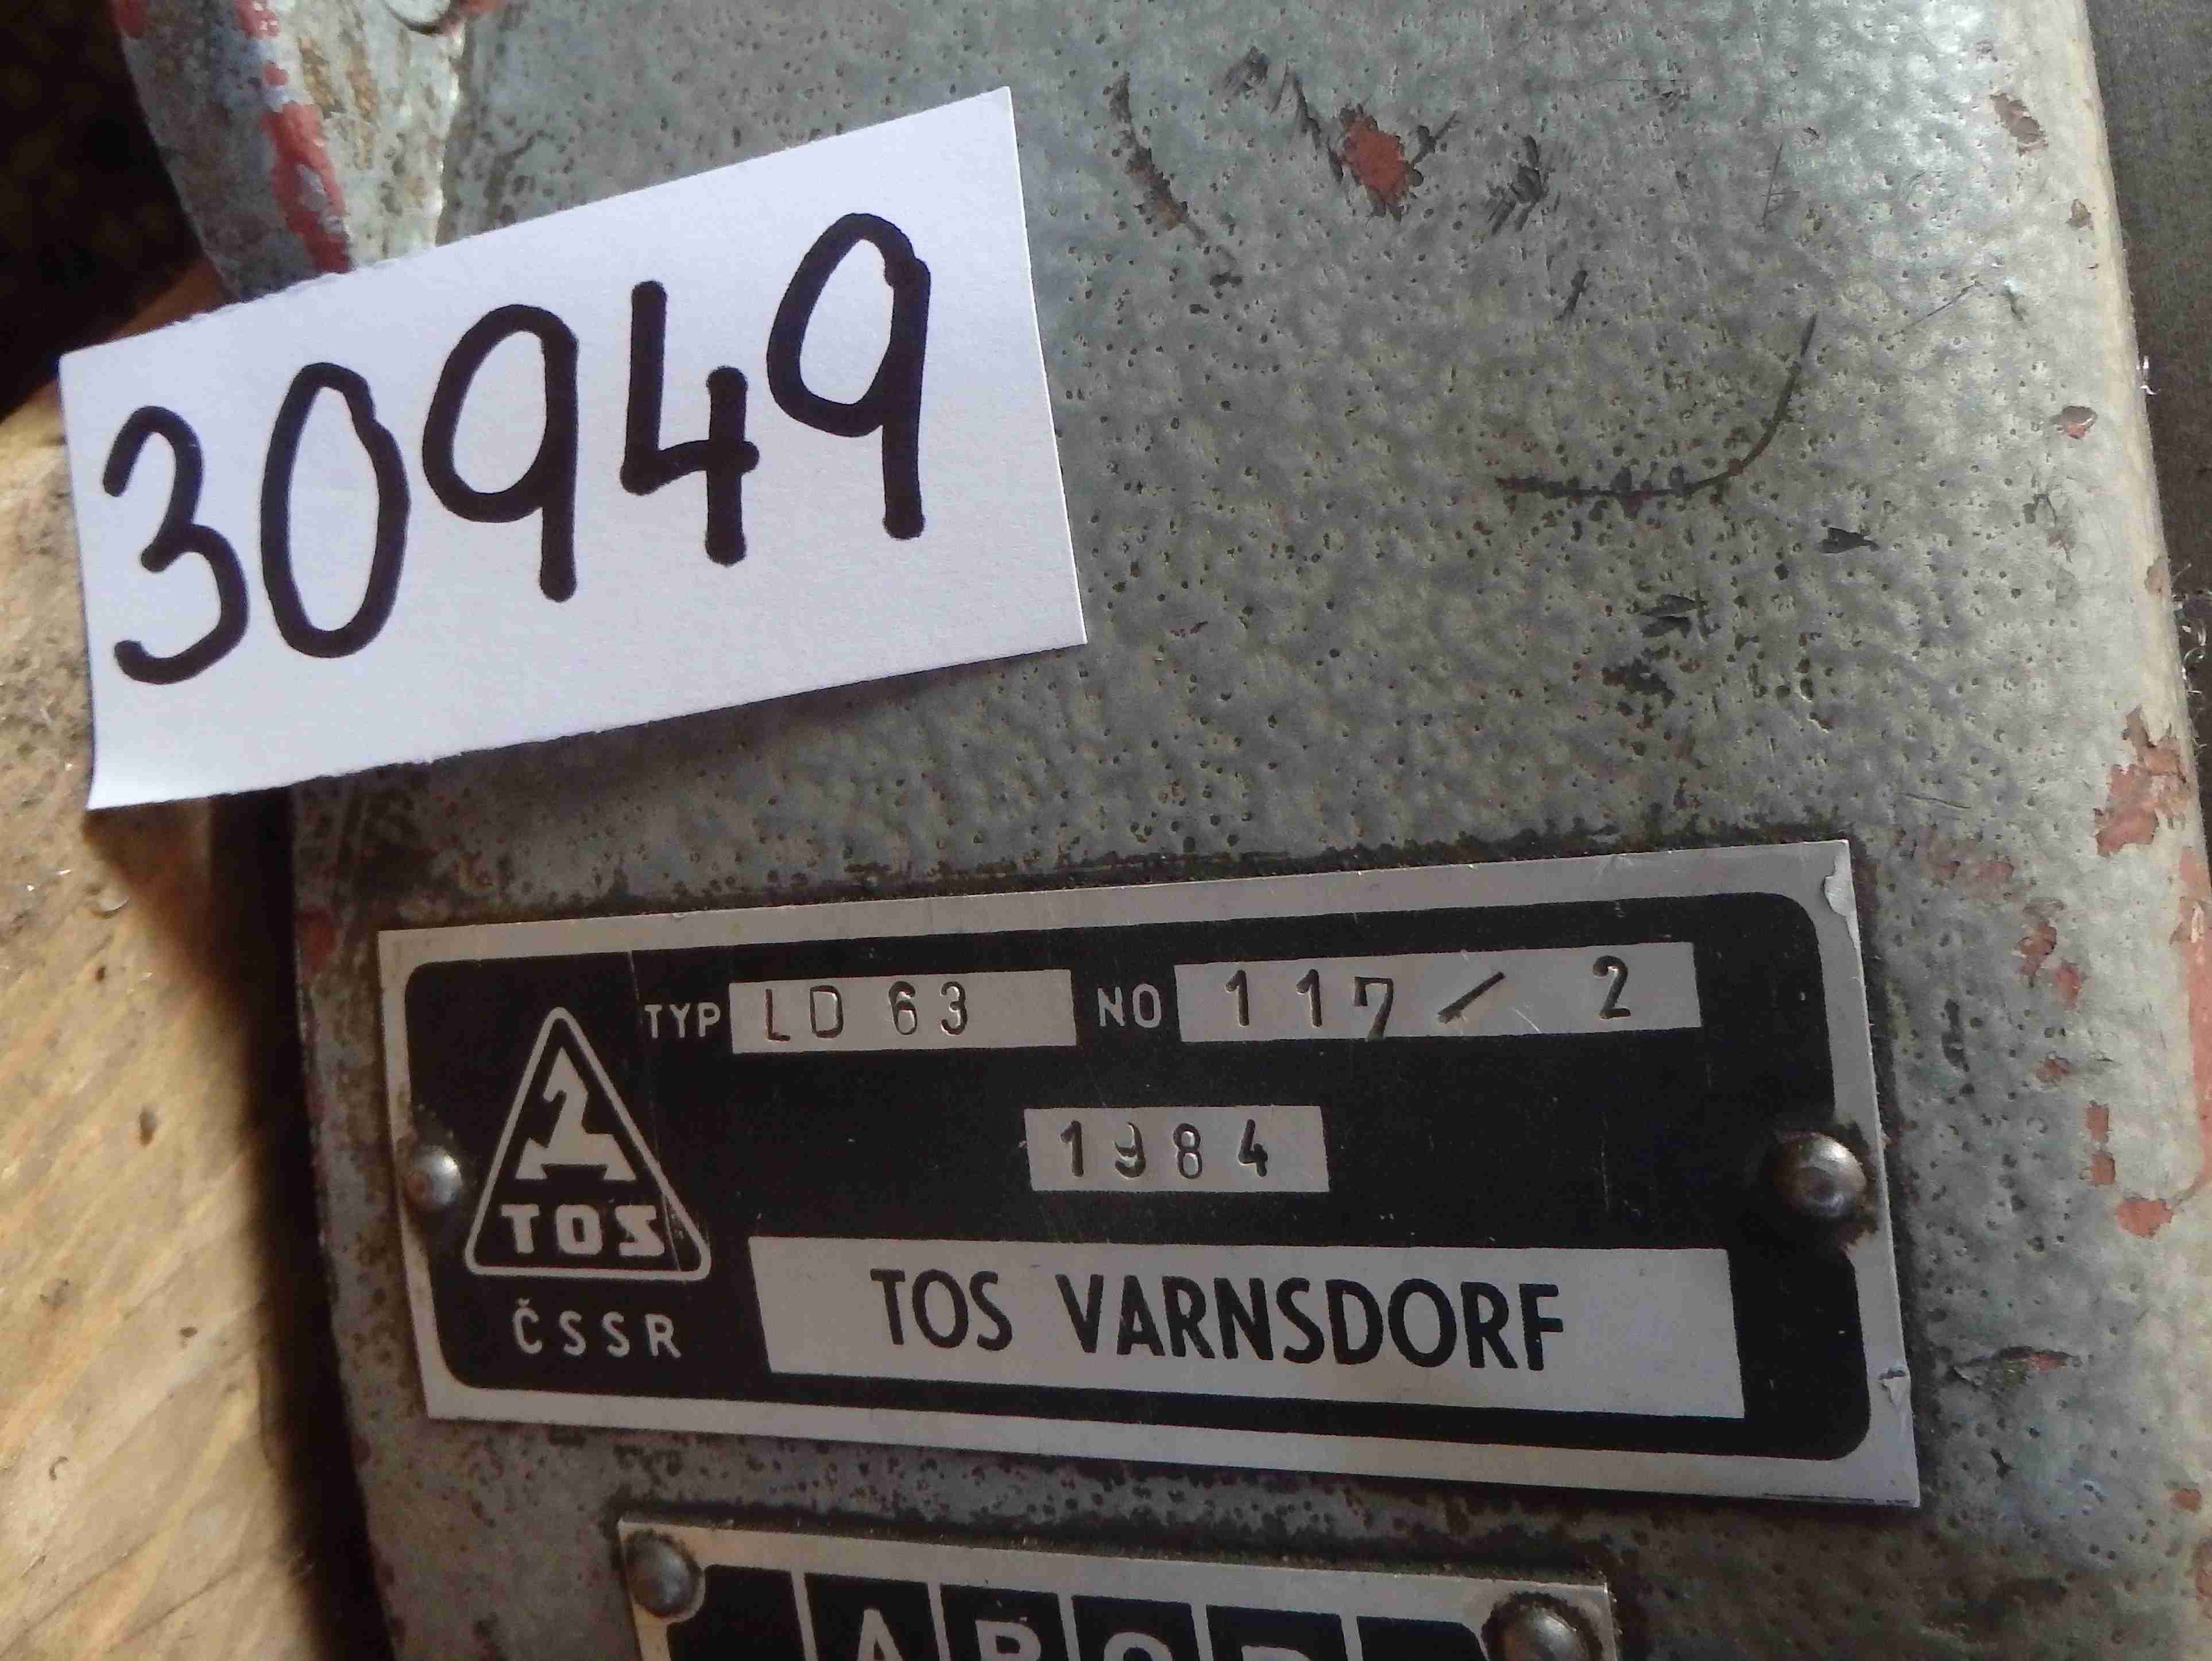 30949
TYP LD 63 NO 117 / 2
1984
TOS
ČSSR
TOS VARNSDORF
A B C D